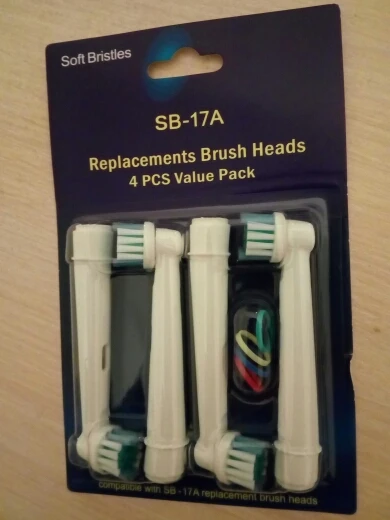 Soft Bristles
SB-17A
Replacements Brush Heads
4 PCS Value Pack
compatible with SB-17A replacement brush heads